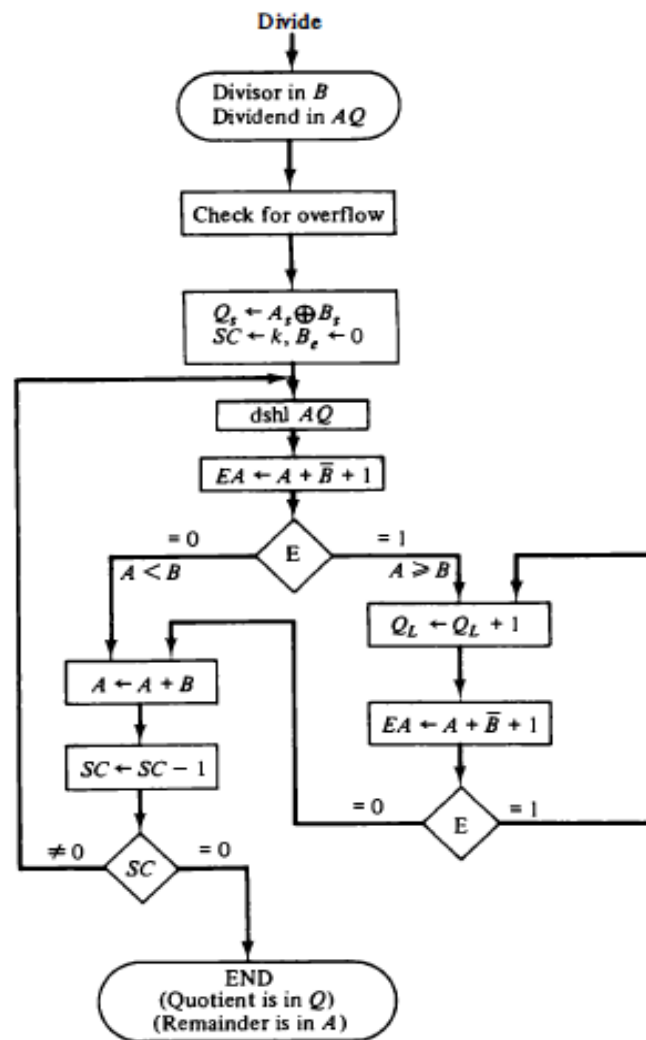 Divide
Divisor in B
Dividend in AQ
Check for overflow
Qₛ ← Aₛ ⊕ Bₛ
SC ← k, Bₑ ← 0
dshl AQ
EA ← A + B̅ + 1
= 0
E
= 1
A < B
A ⩾ B
Q_L ← Q_L + 1
A ← A + B
EA ← A + B̅ + 1
SC ← SC − 1
= 0
E
= 1
≠ 0
SC
= 0
END
(Quotient is in Q)
(Remainder is in A)